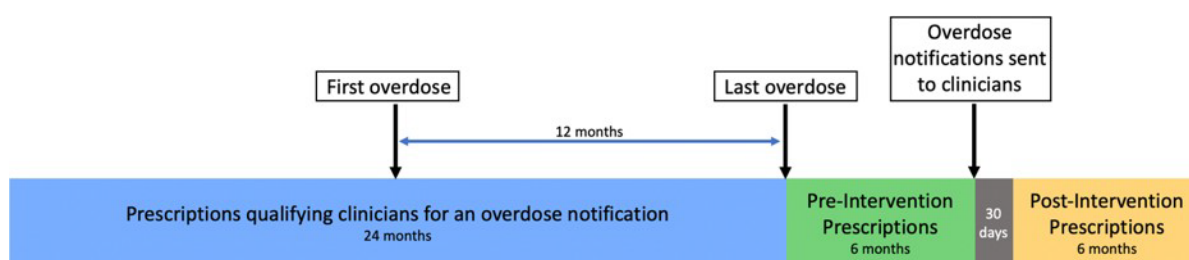 Overdose
notifications sent
to clinicians
First overdose
Last overdose
12 months
Prescriptions qualifying clinicians for an overdose notification
24 months
Pre-Intervention
Prescriptions
6 months
30
days
Post-Intervention
Prescriptions
6 months